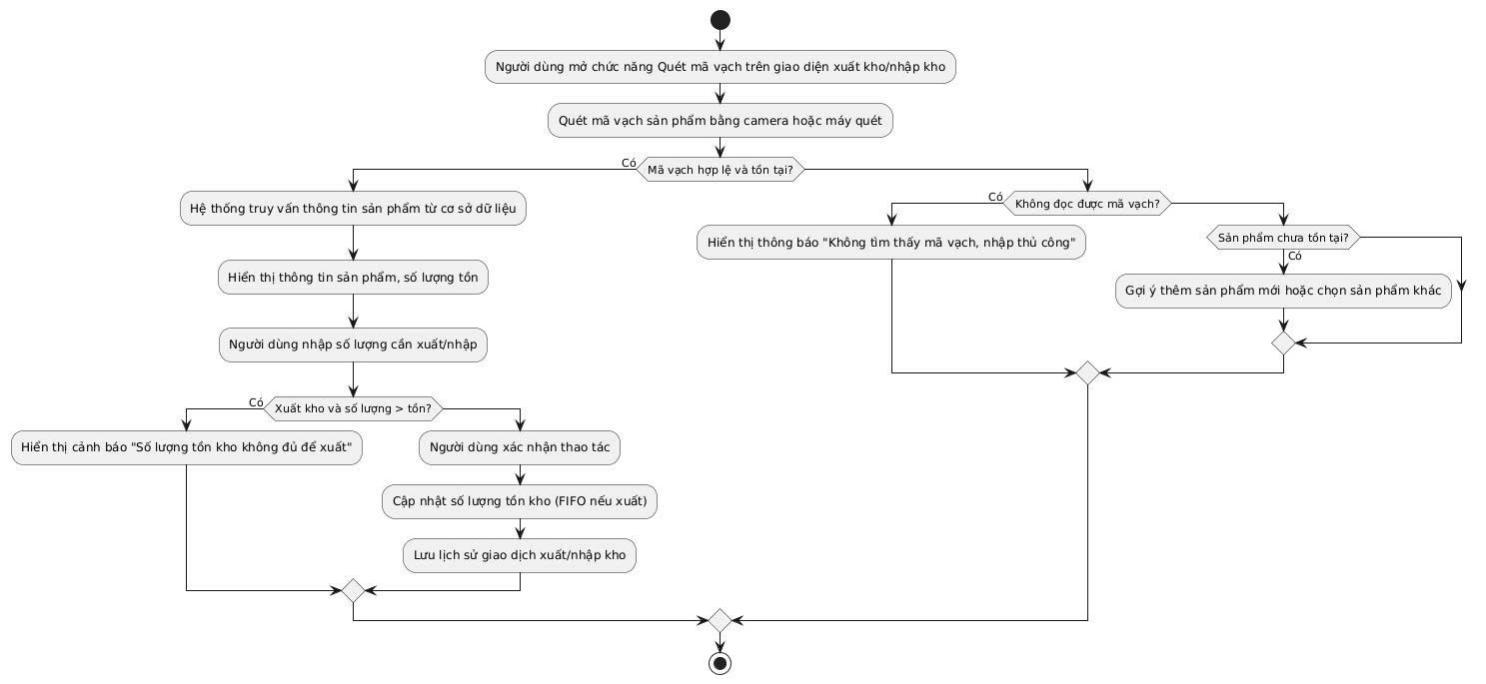 Người dùng mở chức năng Quét mã vạch trên giao diện xuất kho/nhập kho
Quét mã vạch sản phẩm bằng camera hoặc máy quét
Có
Mã vạch hợp lệ và tồn tại?
Hệ thống truy vấn thông tin sản phẩm từ cơ sở dữ liệu
Hiển thị thông tin sản phẩm, số lượng tồn
Người dùng nhập số lượng cần xuất/nhập
Có
Xuất kho và số lượng > tồn?
Hiển thị cảnh báo "Số lượng tồn kho không đủ để xuất"
Người dùng xác nhận thao tác
Cập nhật số lượng tồn kho (FIFO nếu xuất)
Lưu lịch sử giao dịch xuất/nhập kho
Có
Không đọc được mã vạch?
Hiển thị thông báo "Không tìm thấy mã vạch, nhập thủ công"
Sản phẩm chưa tồn tại?
Có
Gợi ý thêm sản phẩm mới hoặc chọn sản phẩm khác